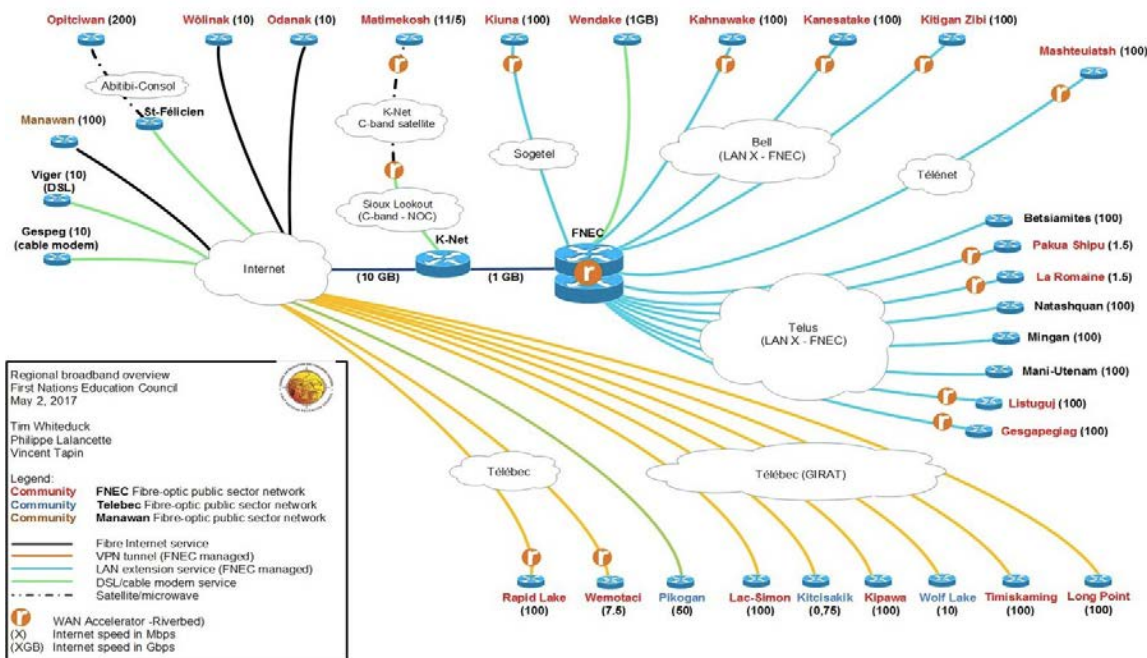 Opitciwan (200)
Wôlinak (10)
Odanak (10)
Matimekosh (11/5)
Kiuna (100)
Wendake (1GB)
Kahnawake (100)
Kanesatake (100)
Kitigan Zibi (100)
Mashteuiatsh (100)
Abitibi-Consol
St-Félicien
Manawan (100)
K-Net
C-band satellite
Sogetel
Bell
(LAN X - FNEC)
Télénet
Viger (10)
(DSL)
Sioux Lookout
(C-band - NOC)
Gespeg (10)
(cable modem)
K-Net
FNEC
Internet
(10 GB)
(1 GB)
Betsiamites (100)
Pakua Shipu (1.5)
La Romaine (1.5)
Natashquan (100)
Mingan (100)
Mani-Utenam (100)
Listuguj (100)
Gesgapegiag (100)
Telus
(LAN X - FNEC)
Regional broadband overview
First Nations Education Council
May 2, 2017
Tim Whiteduck
Philippe Lalancette
Vincent Tapin
Legend:
Community FNEC Fibre-optic public sector network
Community Telebec Fibre-optic public sector network
Community Manawan Fibre-optic public sector network
Fibre Internet service
VPN tunnel (FNEC managed)
LAN extension service (FNEC managed)
DSL/cable modem service
Satellite/microwave
r WAN Accelerator -Riverbed)
(X) Internet speed in Mbps
(XGB) Internet speed in Gbps
Télébec
Télébec (GIRAT)
Rapid Lake
(100)
Wemotaci
(7.5)
Pikogan
(50)
Lac-Simon
(100)
Kitcisakik
(0,75)
Kipawa
(100)
Wolf Lake
(10)
Timiskaming
(100)
Long Point
(100)